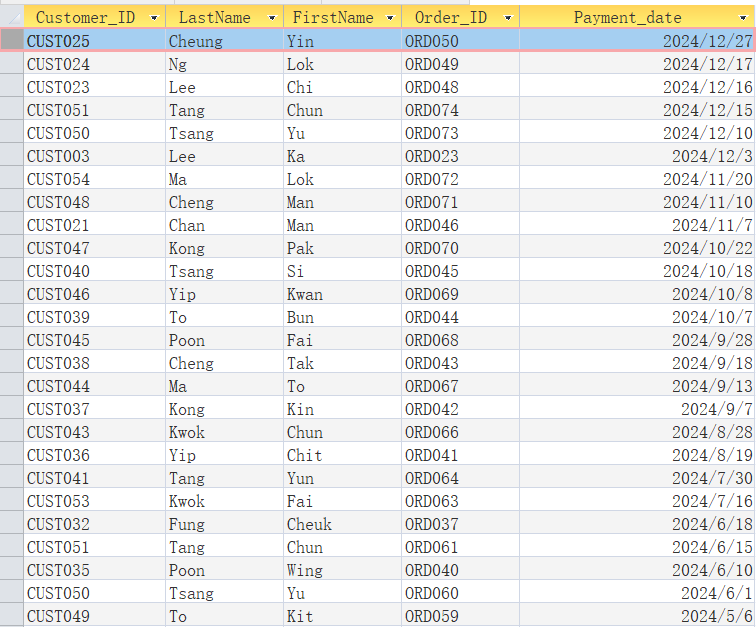 Customer_ID LastName FirstName Order_ID Payment_date
CUST025 Cheung Yin ORD050 2024/12/27
CUST024 Ng Lok ORD049 2024/12/17
CUST023 Lee Chi ORD048 2024/12/16
CUST051 Tang Chun ORD074 2024/12/15
CUST050 Tsang Yu ORD073 2024/12/10
CUST003 Lee Ka ORD023 2024/12/3
CUST054 Ma Lok ORD072 2024/11/20
CUST048 Cheng Man ORD071 2024/11/10
CUST021 Chan Man ORD046 2024/11/7
CUST047 Kong Pak ORD070 2024/10/22
CUST040 Tsang Si ORD045 2024/10/18
CUST046 Yip Kwan ORD069 2024/10/8
CUST039 To Bun ORD044 2024/10/7
CUST045 Poon Fai ORD068 2024/9/28
CUST038 Cheng Tak ORD043 2024/9/18
CUST044 Ma To ORD067 2024/9/13
CUST037 Kong Kin ORD042 2024/9/7
CUST043 Kwok Chun ORD066 2024/8/28
CUST036 Yip Chit ORD041 2024/8/19
CUST041 Tang Yun ORD064 2024/7/30
CUST053 Kwok Fai ORD063 2024/7/16
CUST032 Fung Cheuk ORD037 2024/6/18
CUST051 Tang Chun ORD061 2024/6/15
CUST035 Poon Wing ORD040 2024/6/10
CUST050 Tsang Yu ORD060 2024/6/1
CUST049 To Kit ORD059 2024/5/6